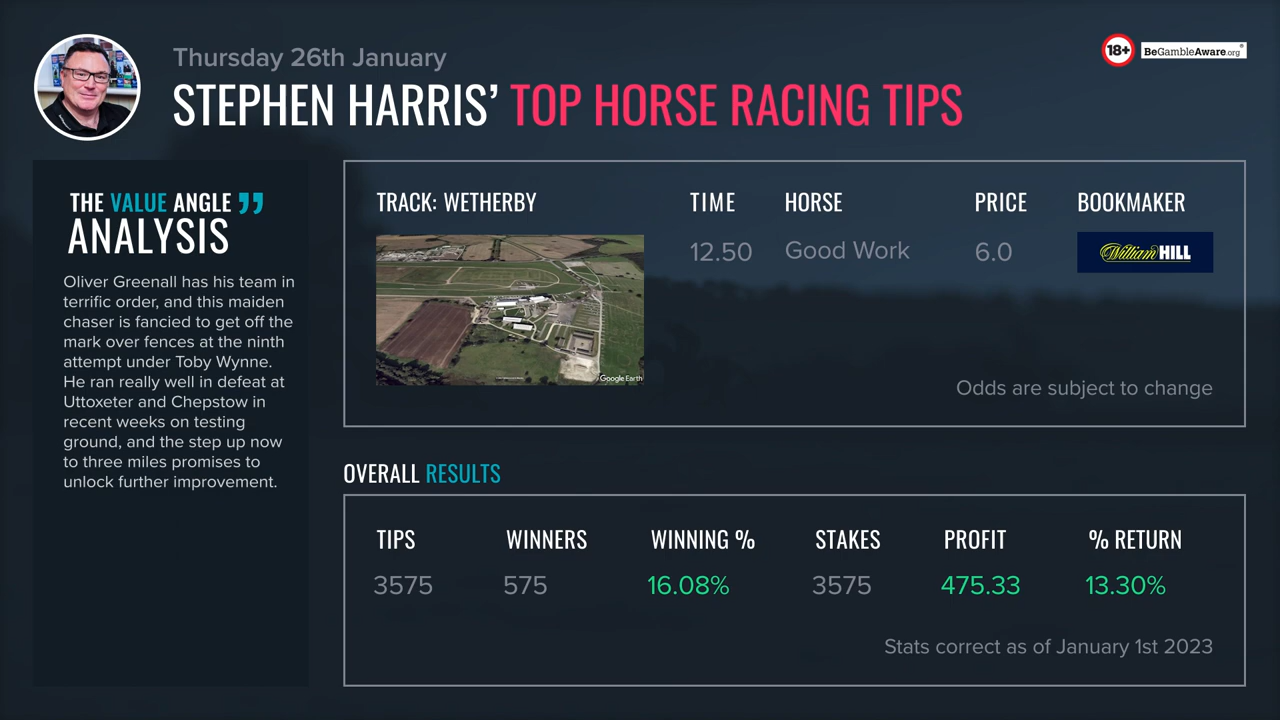 Thursday 26th January
STEPHEN HARRIS’ TOP HORSE RACING TIPS
18+
BeGambleAware.org®
THE VALUE ANGLE ”
ANALYSIS
Oliver Greenall has his team in
terrific order, and this maiden
chaser is fancied to get off the
mark over fences at the ninth
attempt under Toby Wynne.
He ran really well in defeat at
Uttoxeter and Chepstow in
recent weeks on testing
ground, and the step up now
to three miles promises to
unlock further improvement.
TRACK: WETHERBY
Google Earth
TIME HORSE PRICE BOOKMAKER
12.50 Good Work 6.0 William HILL
Odds are subject to change
OVERALL RESULTS
TIPS WINNERS WINNING % STAKES PROFIT % RETURN
3575 575 16.08% 3575 475.33 13.30%
Stats correct as of January 1st 2023